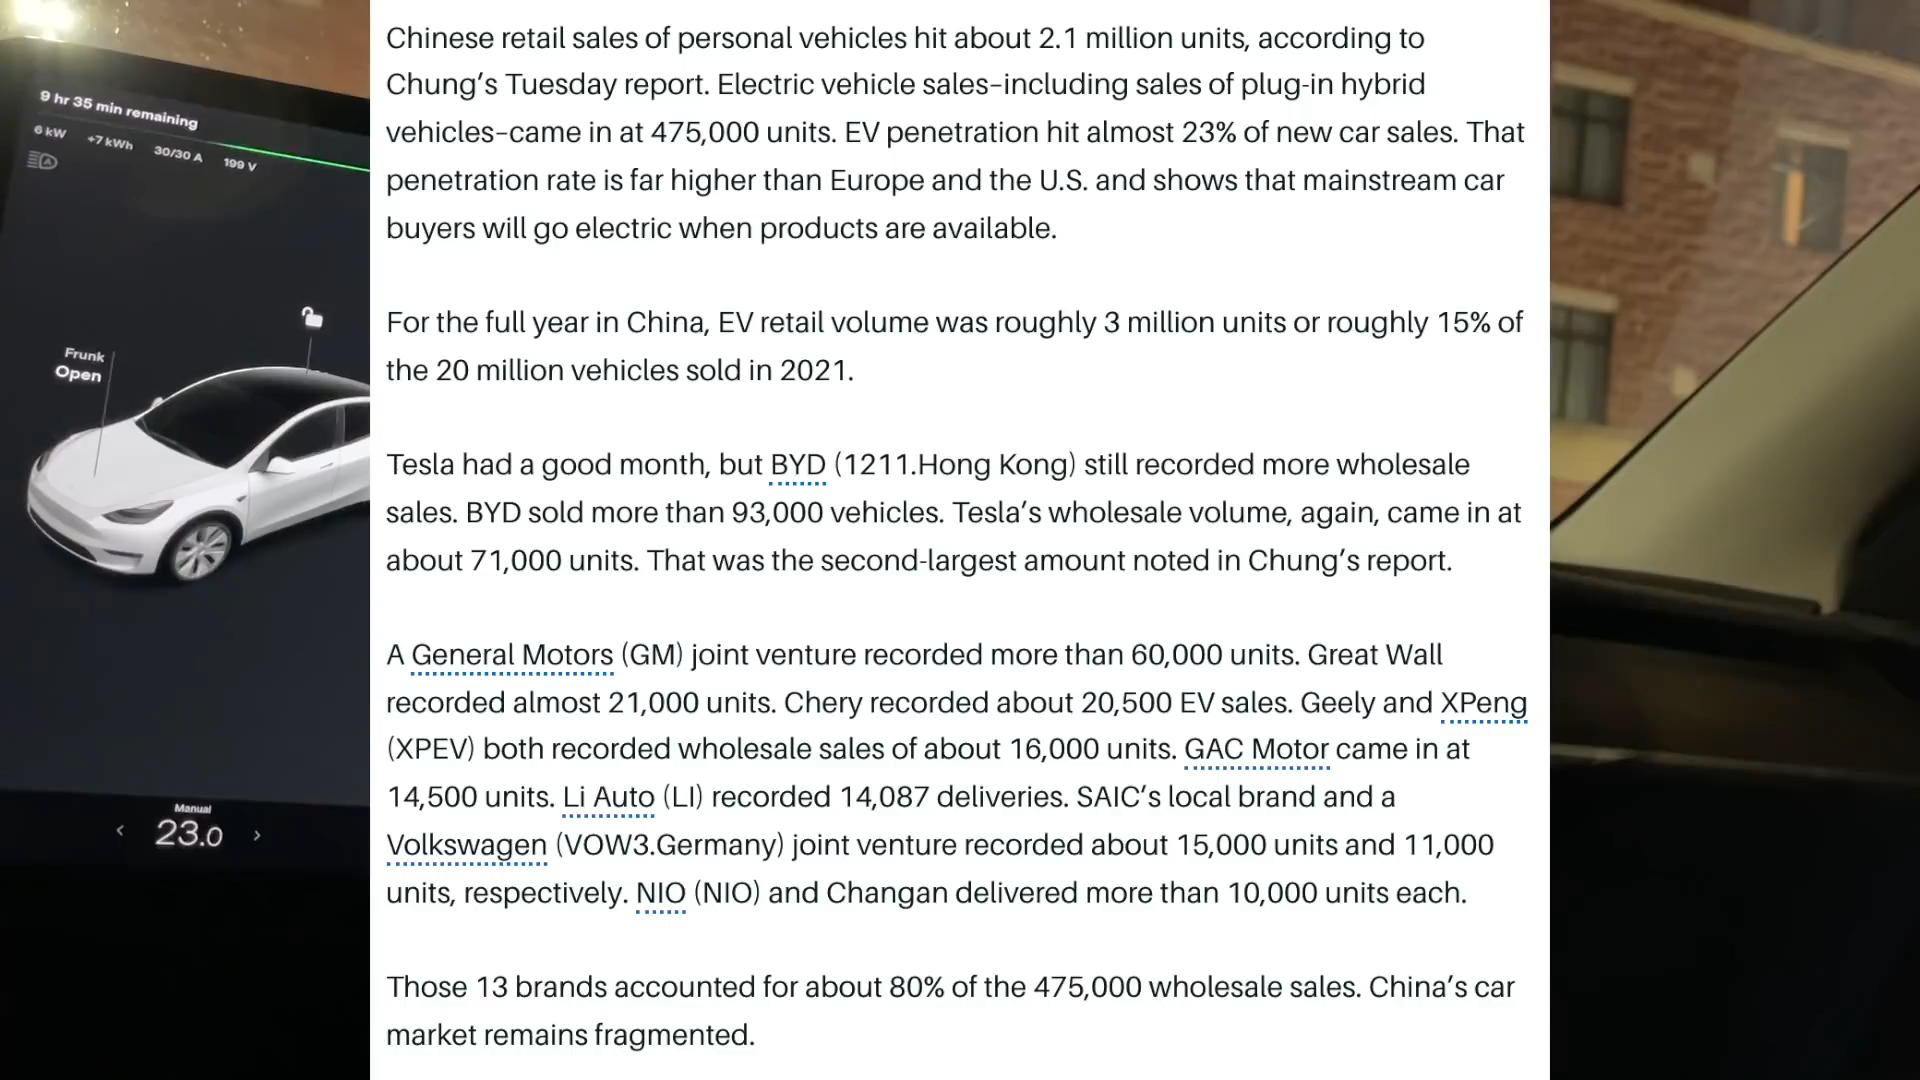 9 hr 35 min remaining
6 kW +7 kWh 30/30 A 199 V
Frunk
Open
Manual
23.0
Chinese retail sales of personal vehicles hit about 2.1 million units, according to
Chung’s Tuesday report. Electric vehicle sales–including sales of plug-in hybrid
vehicles–came in at 475,000 units. EV penetration hit almost 23% of new car sales. That
penetration rate is far higher than Europe and the U.S. and shows that mainstream car
buyers will go electric when products are available.
For the full year in China, EV retail volume was roughly 3 million units or roughly 15% of
the 20 million vehicles sold in 2021.
Tesla had a good month, but BYD (1211.Hong Kong) still recorded more wholesale
sales. BYD sold more than 93,000 vehicles. Tesla’s wholesale volume, again, came in at
about 71,000 units. That was the second-largest amount noted in Chung’s report.
A General Motors (GM) joint venture recorded more than 60,000 units. Great Wall
recorded almost 21,000 units. Chery recorded about 20,500 EV sales. Geely and XPeng
(XPEV) both recorded wholesale sales of about 16,000 units. GAC Motor came in at
14,500 units. Li Auto (LI) recorded 14,087 deliveries. SAIC’s local brand and a
Volkswagen (VOW3.Germany) joint venture recorded about 15,000 units and 11,000
units, respectively. NIO (NIO) and Changan delivered more than 10,000 units each.
Those 13 brands accounted for about 80% of the 475,000 wholesale sales. China’s car
market remains fragmented.